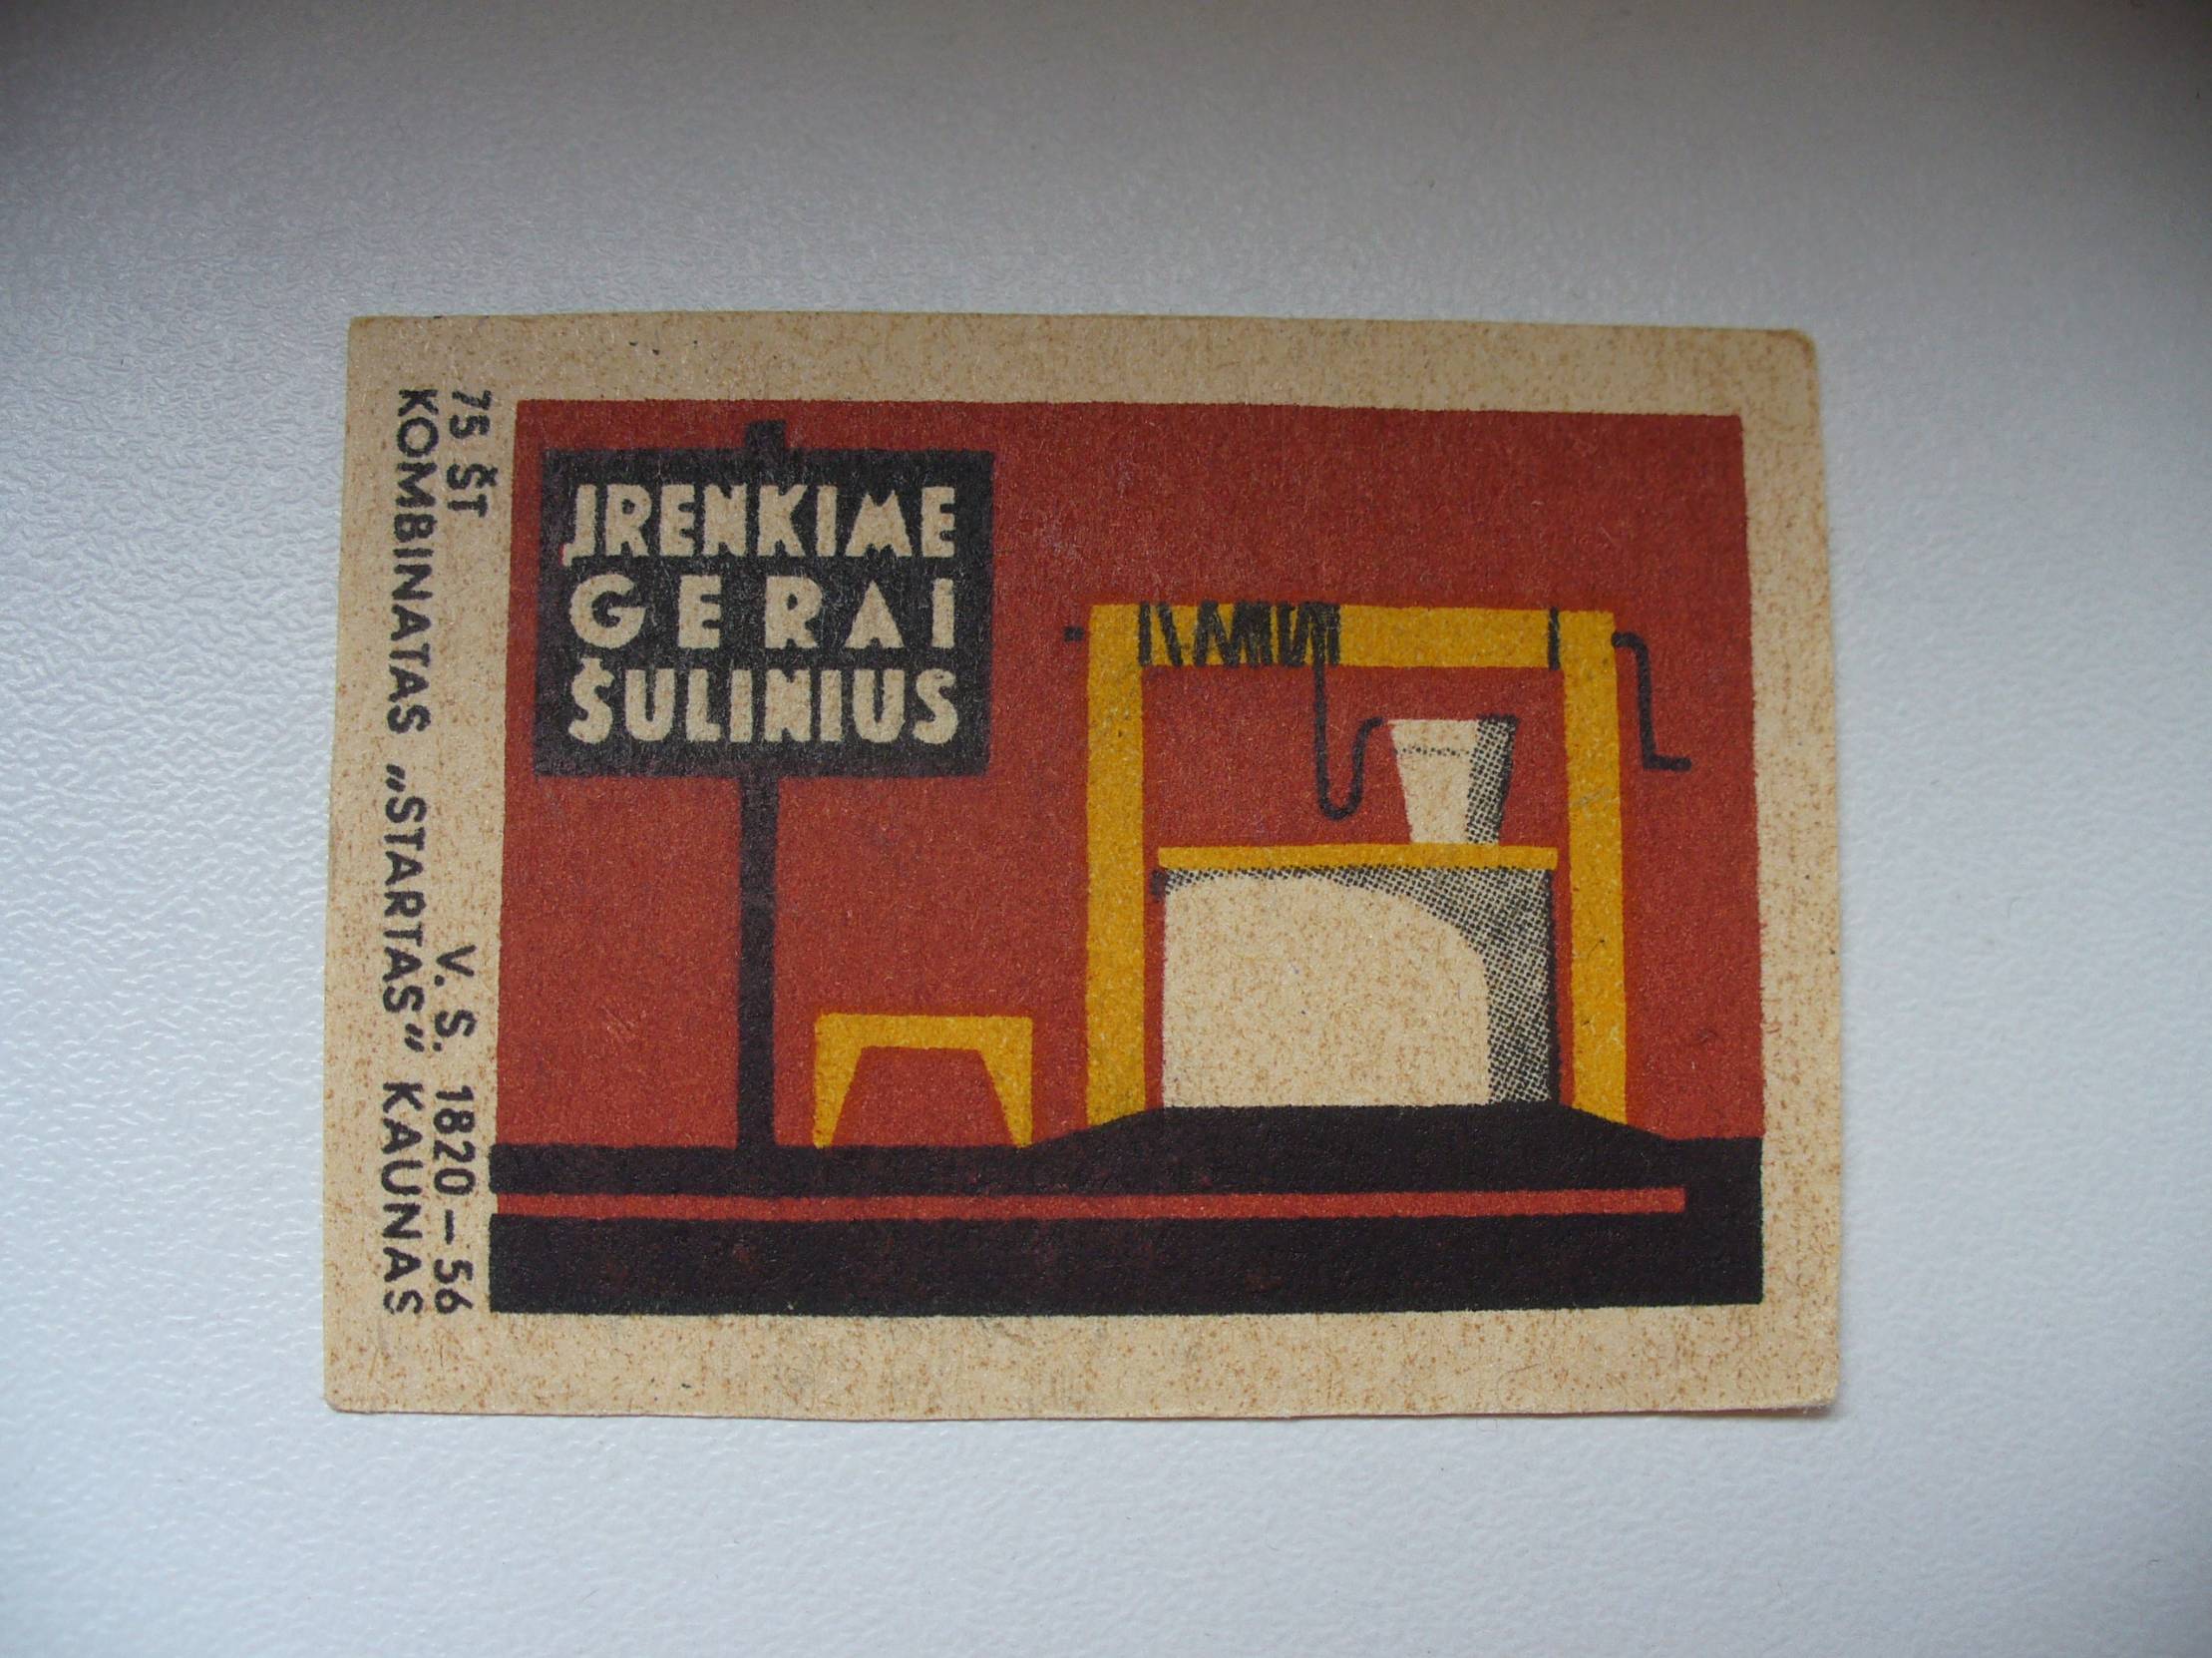 ĮRENKIME
GERAI
ŠULINIUS
75 ŠT V. S. 1820—56
KOMBINATAS „STARTAS“ KAUNAS